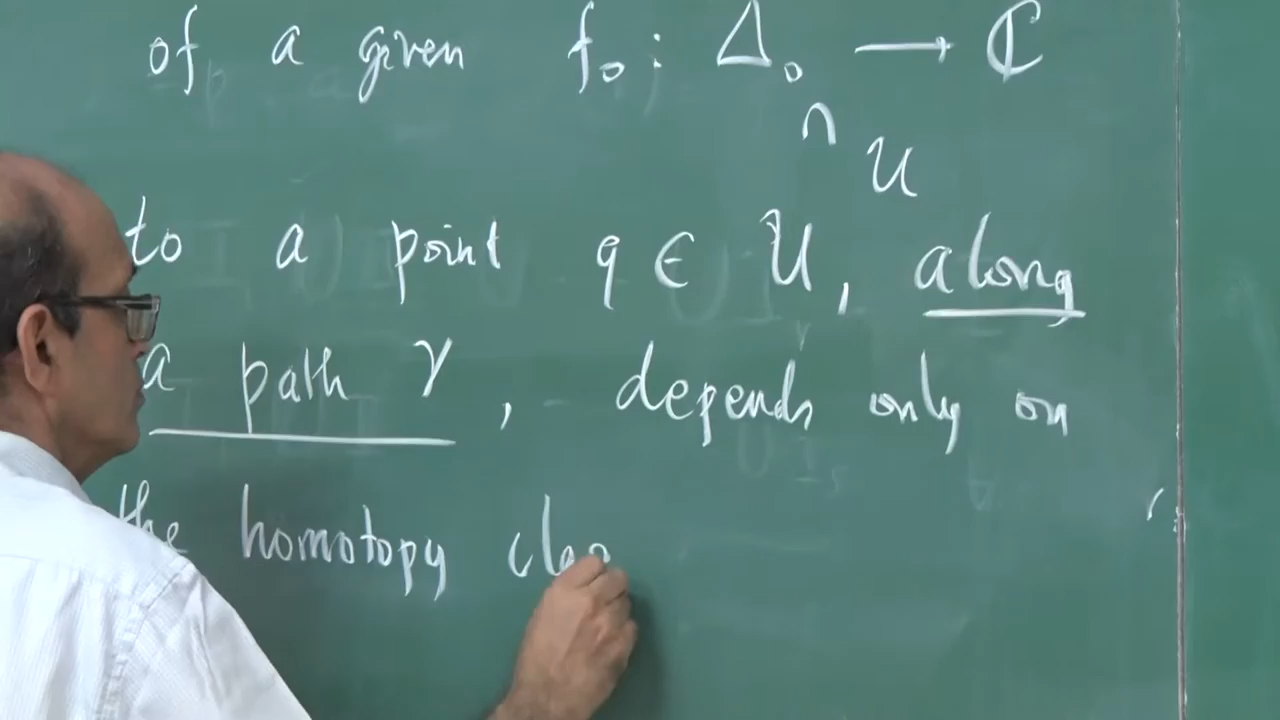 of a given f₀ : Δ₀ → ℂ
∩ U
to a point q ∈ U, along
a path γ, depends only on
the homotopy clas